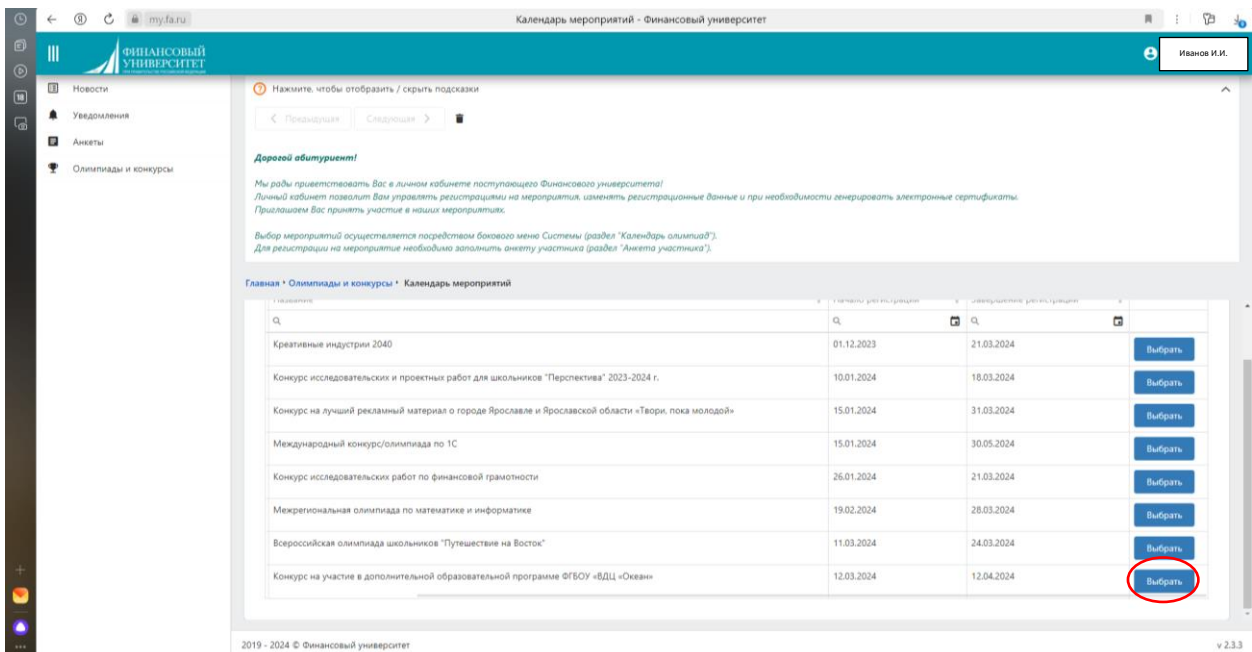 my.fa.ru
Календарь мероприятий - Финансовый университет
ФИНАНСОВЫЙ
УНИВЕРСИТЕТ
Иванов И.И.
18
Новости
Уведомления
Анкеты
Олимпиады и конкурсы
Нажмите, чтобы отобразить / скрыть подсказки
Предыдущая Следующая
Дорогой абитуриент!
Мы рады приветствовать Вас в личном кабинете поступающего Финансового университета!
Личный кабинет позволит Вам управлять регистрациями на мероприятия, изменять регистрационные данные и при необходимости генерировать электронные сертификаты.
Приглашаем Вас принять участие в наших мероприятиях.
Выбор мероприятий осуществляется посредством бокового меню Системы (раздел "Календарь олимпиад").
Для регистрации на мероприятие необходимо заполнить анкету участника (раздел "Анкета участника").
Главная • Олимпиады и конкурсы • Календарь мероприятий
Название Начало регистрации Завершение регистрации
Креативные индустрии 2040 01.12.2023 21.03.2024 Выбрать
Конкурс исследовательских и проектных работ для школьников "Перспектива" 2023-2024 г. 10.01.2024 18.03.2024 Выбрать
Конкурс на лучший рекламный материал о городе Ярославле и Ярославской области «Твори, пока молодой» 15.01.2024 31.03.2024 Выбрать
Международный конкурс/олимпиада по 1С 15.01.2024 30.05.2024 Выбрать
Конкурс исследовательских работ по финансовой грамотности 26.01.2024 21.03.2024 Выбрать
Межрегиональная олимпиада по математике и информатике 19.02.2024 28.03.2024 Выбрать
Всероссийская олимпиада школьников "Путешествие на Восток" 11.03.2024 24.03.2024 Выбрать
Конкурс на участие в дополнительной образовательной программе ФГБОУ «ВДЦ «Океан» 12.03.2024 12.04.2024 Выбрать
2019 - 2024 © Финансовый университет v 2.3.3